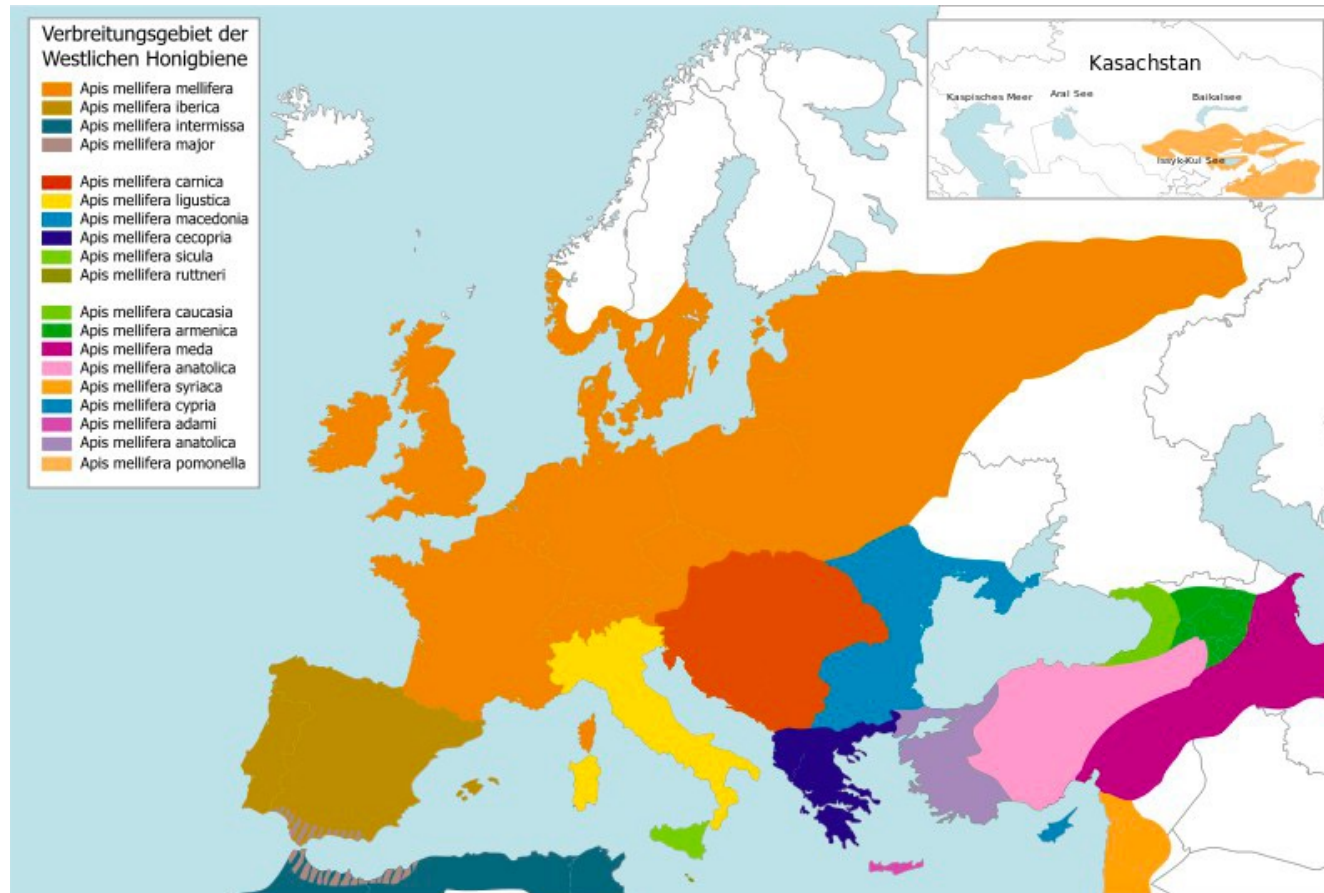 Verbreitungsgebiet der
Westlichen Honigbiene
Apis mellifera mellifera
Apis mellifera iberica
Apis mellifera intermissa
Apis mellifera major
Apis mellifera carnica
Apis mellifera ligustica
Apis mellifera macedonia
Apis mellifera cecopria
Apis mellifera sicula
Apis mellifera ruttneri
Apis mellifera caucasia
Apis mellifera armenica
Apis mellifera meda
Apis mellifera anatolica
Apis mellifera syriaca
Apis mellifera cypria
Apis mellifera adami
Apis mellifera anatolica
Apis mellifera pomonella
Kasachstan
Kaspisches Meer
Aral See
Baikalsee
Issyk-Kul See